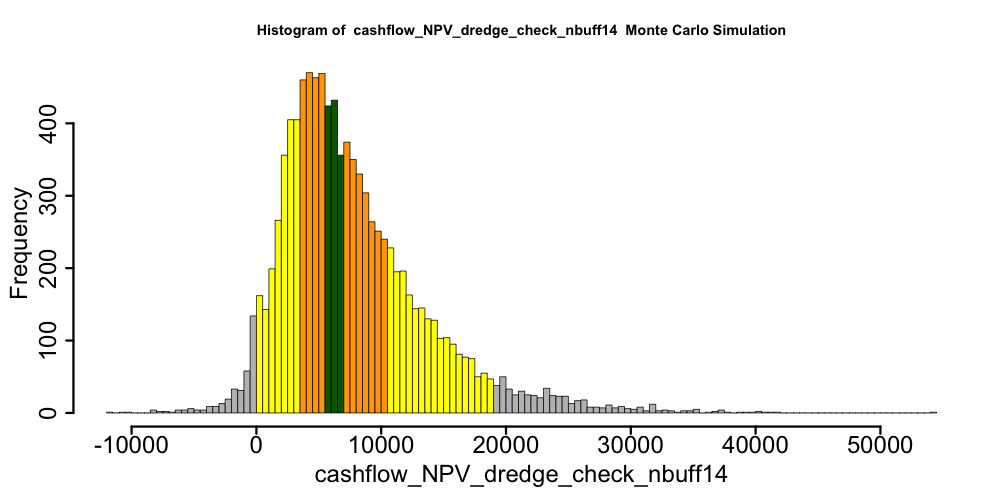 Histogram of  cashflow_NPV_dredge_check_nbuff14  Monte Carlo Simulation
Frequency
400
300
200
100
0
-10000 0 10000 20000 30000 40000 50000
cashflow_NPV_dredge_check_nbuff14